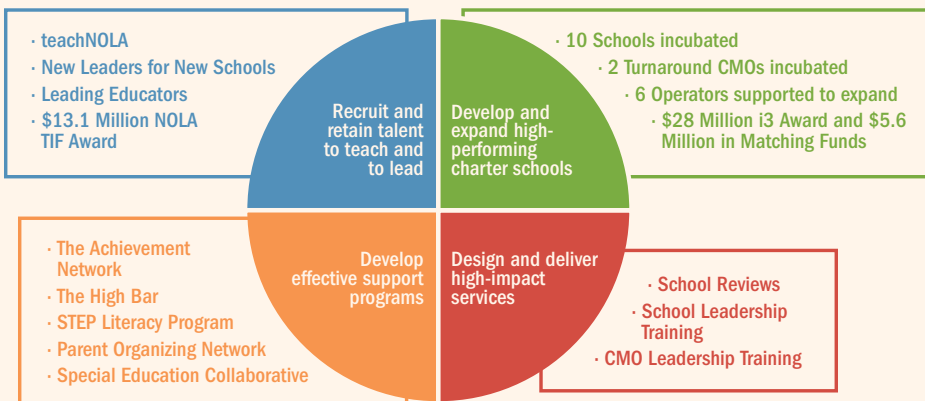 · teachNOLA
· New Leaders for New Schools
· Leading Educators
· $13.1 Million NOLA
TIF Award
Recruit and
retain talent
to teach and
to lead
· 10 Schools incubated
· 2 Turnaround CMOs incubated
· 6 Operators supported to expand
· $28 Million i3 Award and $5.6
Million in Matching Funds
Develop and
expand high-
performing
charter schools
· The Achievement
Network
· The High Bar
· STEP Literacy Program
· Parent Organizing Network
· Special Education Collaborative
Develop
effective support
programs
Design and deliver
high-impact
services
· School Reviews
· School Leadership
Training
· CMO Leadership Training